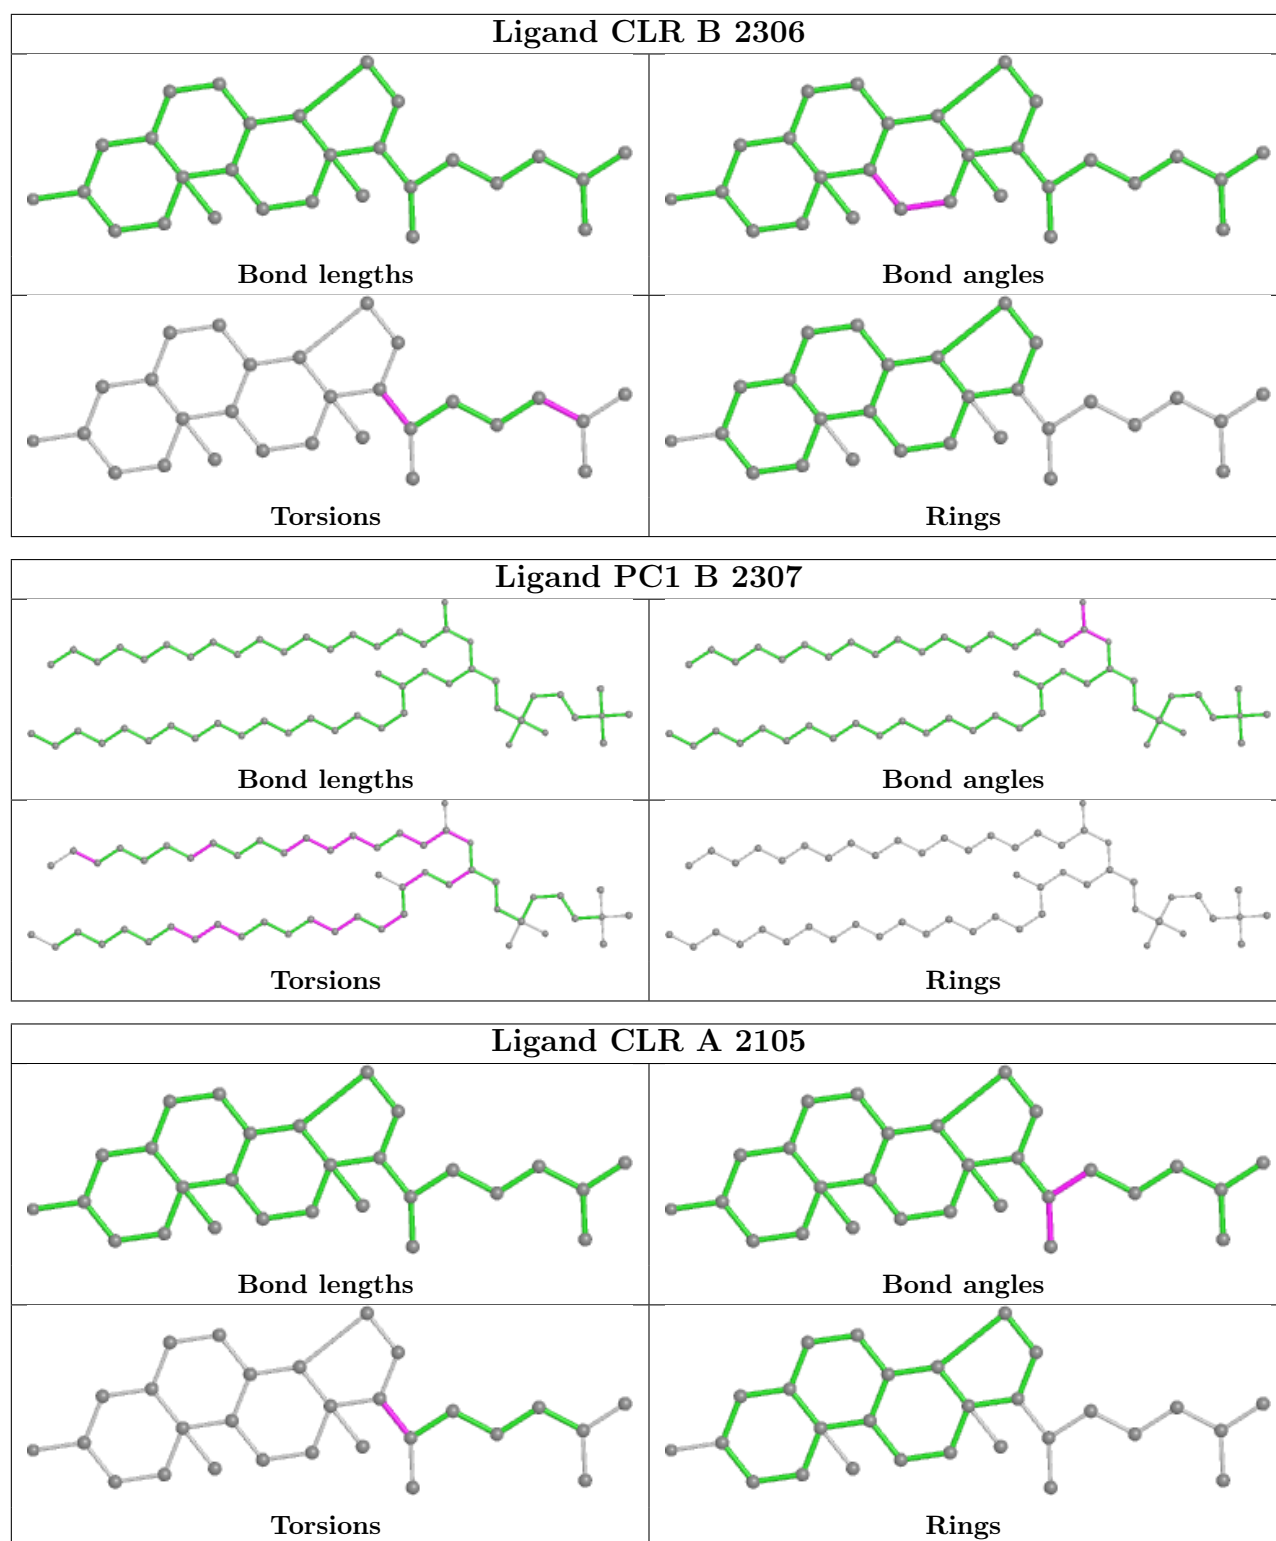 Ligand CLR B 2306
Bond lengths
Bond angles
Torsions
Rings
Ligand PC1 B 2307
Bond lengths
Bond angles
Torsions
Rings
Ligand CLR A 2105
Bond lengths
Bond angles
Torsions
Rings